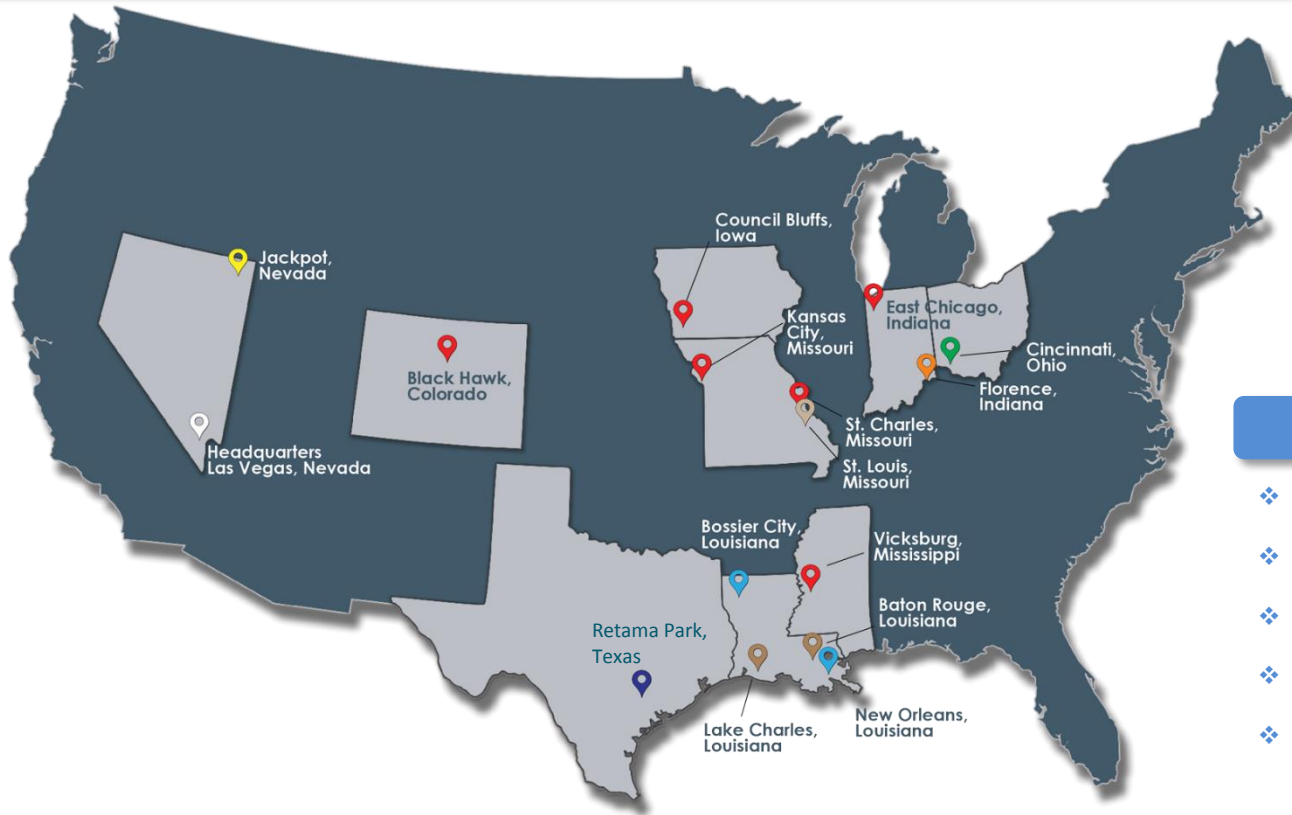 Council Bluffs,
Iowa
Jackpot,
Nevada
East Chicago,
Indiana
Kansas
City,
Missouri
Cincinnati,
Ohio
Black Hawk,
Colorado
Florence,
Indiana
St. Charles,
Missouri
Headquarters
Las Vegas, Nevada
St. Louis,
Missouri
Bossier City,
Louisiana
Vicksburg,
Mississippi
Baton Rouge,
Louisiana
Retama Park,
Texas
New Orleans,
Louisiana
Lake Charles,
Louisiana